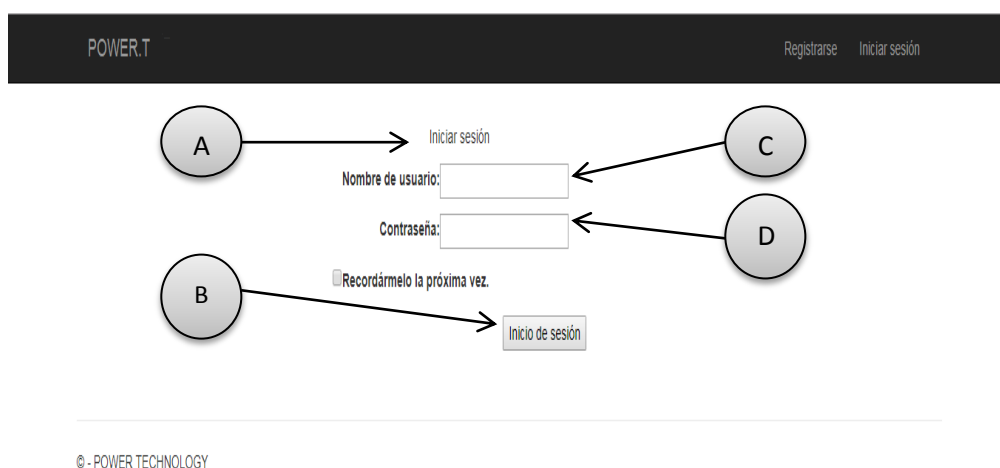 POWER.T Registrarse Iniciar sesión
A Iniciar sesión C
Nombre de usuario:
Contraseña: D
Recordármelo la próxima vez.
B
Inicio de sesión
© - POWER TECHNOLOGY